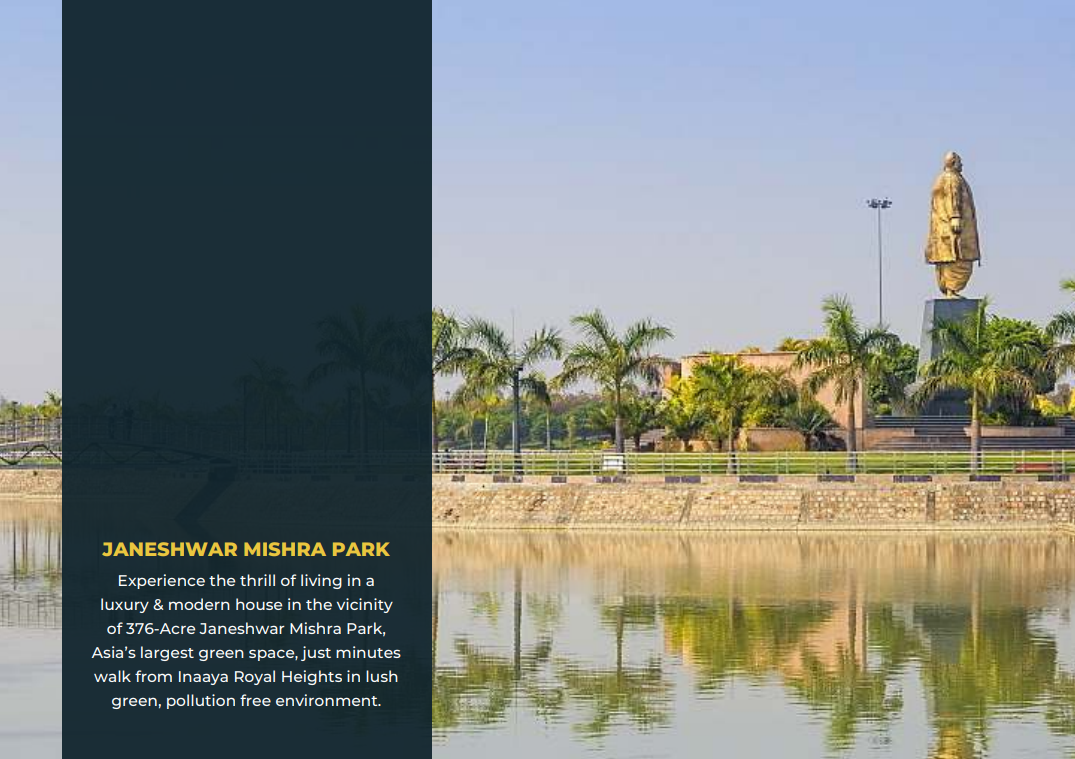 JANESHWAR MISHRA PARK
Experience the thrill of living in a
luxury & modern house in the vicinity
of 376-Acre Janeshwar Mishra Park,
Asia’s largest green space, just minutes
walk from Inaaya Royal Heights in lush
green, pollution free environment.